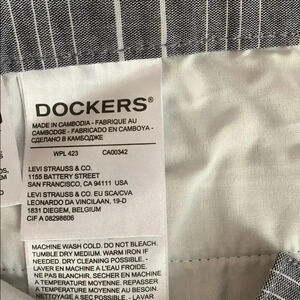 DOCKERS®
MADE IN CAMBODIA - FABRIQUE AU
CAMBODGE - FABRICADO EN CAMBOYA -
СДЕЛАНО В КАМБОДЖЕ
WPL 423 CA00342
LEVI STRAUSS & CO.
1155 BATTERY STREET
SAN FRANCISCO, CA 94111 USA
LEVI STRAUSS & CO. EU SCA/CVA
LEONARDO DA VINCILAAN, 19-D
1831 DIEGEM, BELGIUM
CIF A 08298606
MACHINE WASH COLD. DO NOT BLEACH.
TUMBLE DRY MEDIUM. WARM IRON IF
NEEDED. DRY CLEANING POSSIBLE. -
LAVER EN MACHINE A L'EAU FROIDE. NE
PAS BLANCHIR, SECHER EN MACHINE
A TEMPERATURE MOYENNE. REPASSER
A TEMPERATURE MOYENNE AU BESOIN
NETTOYAGE A SEC POSSIBLE. -